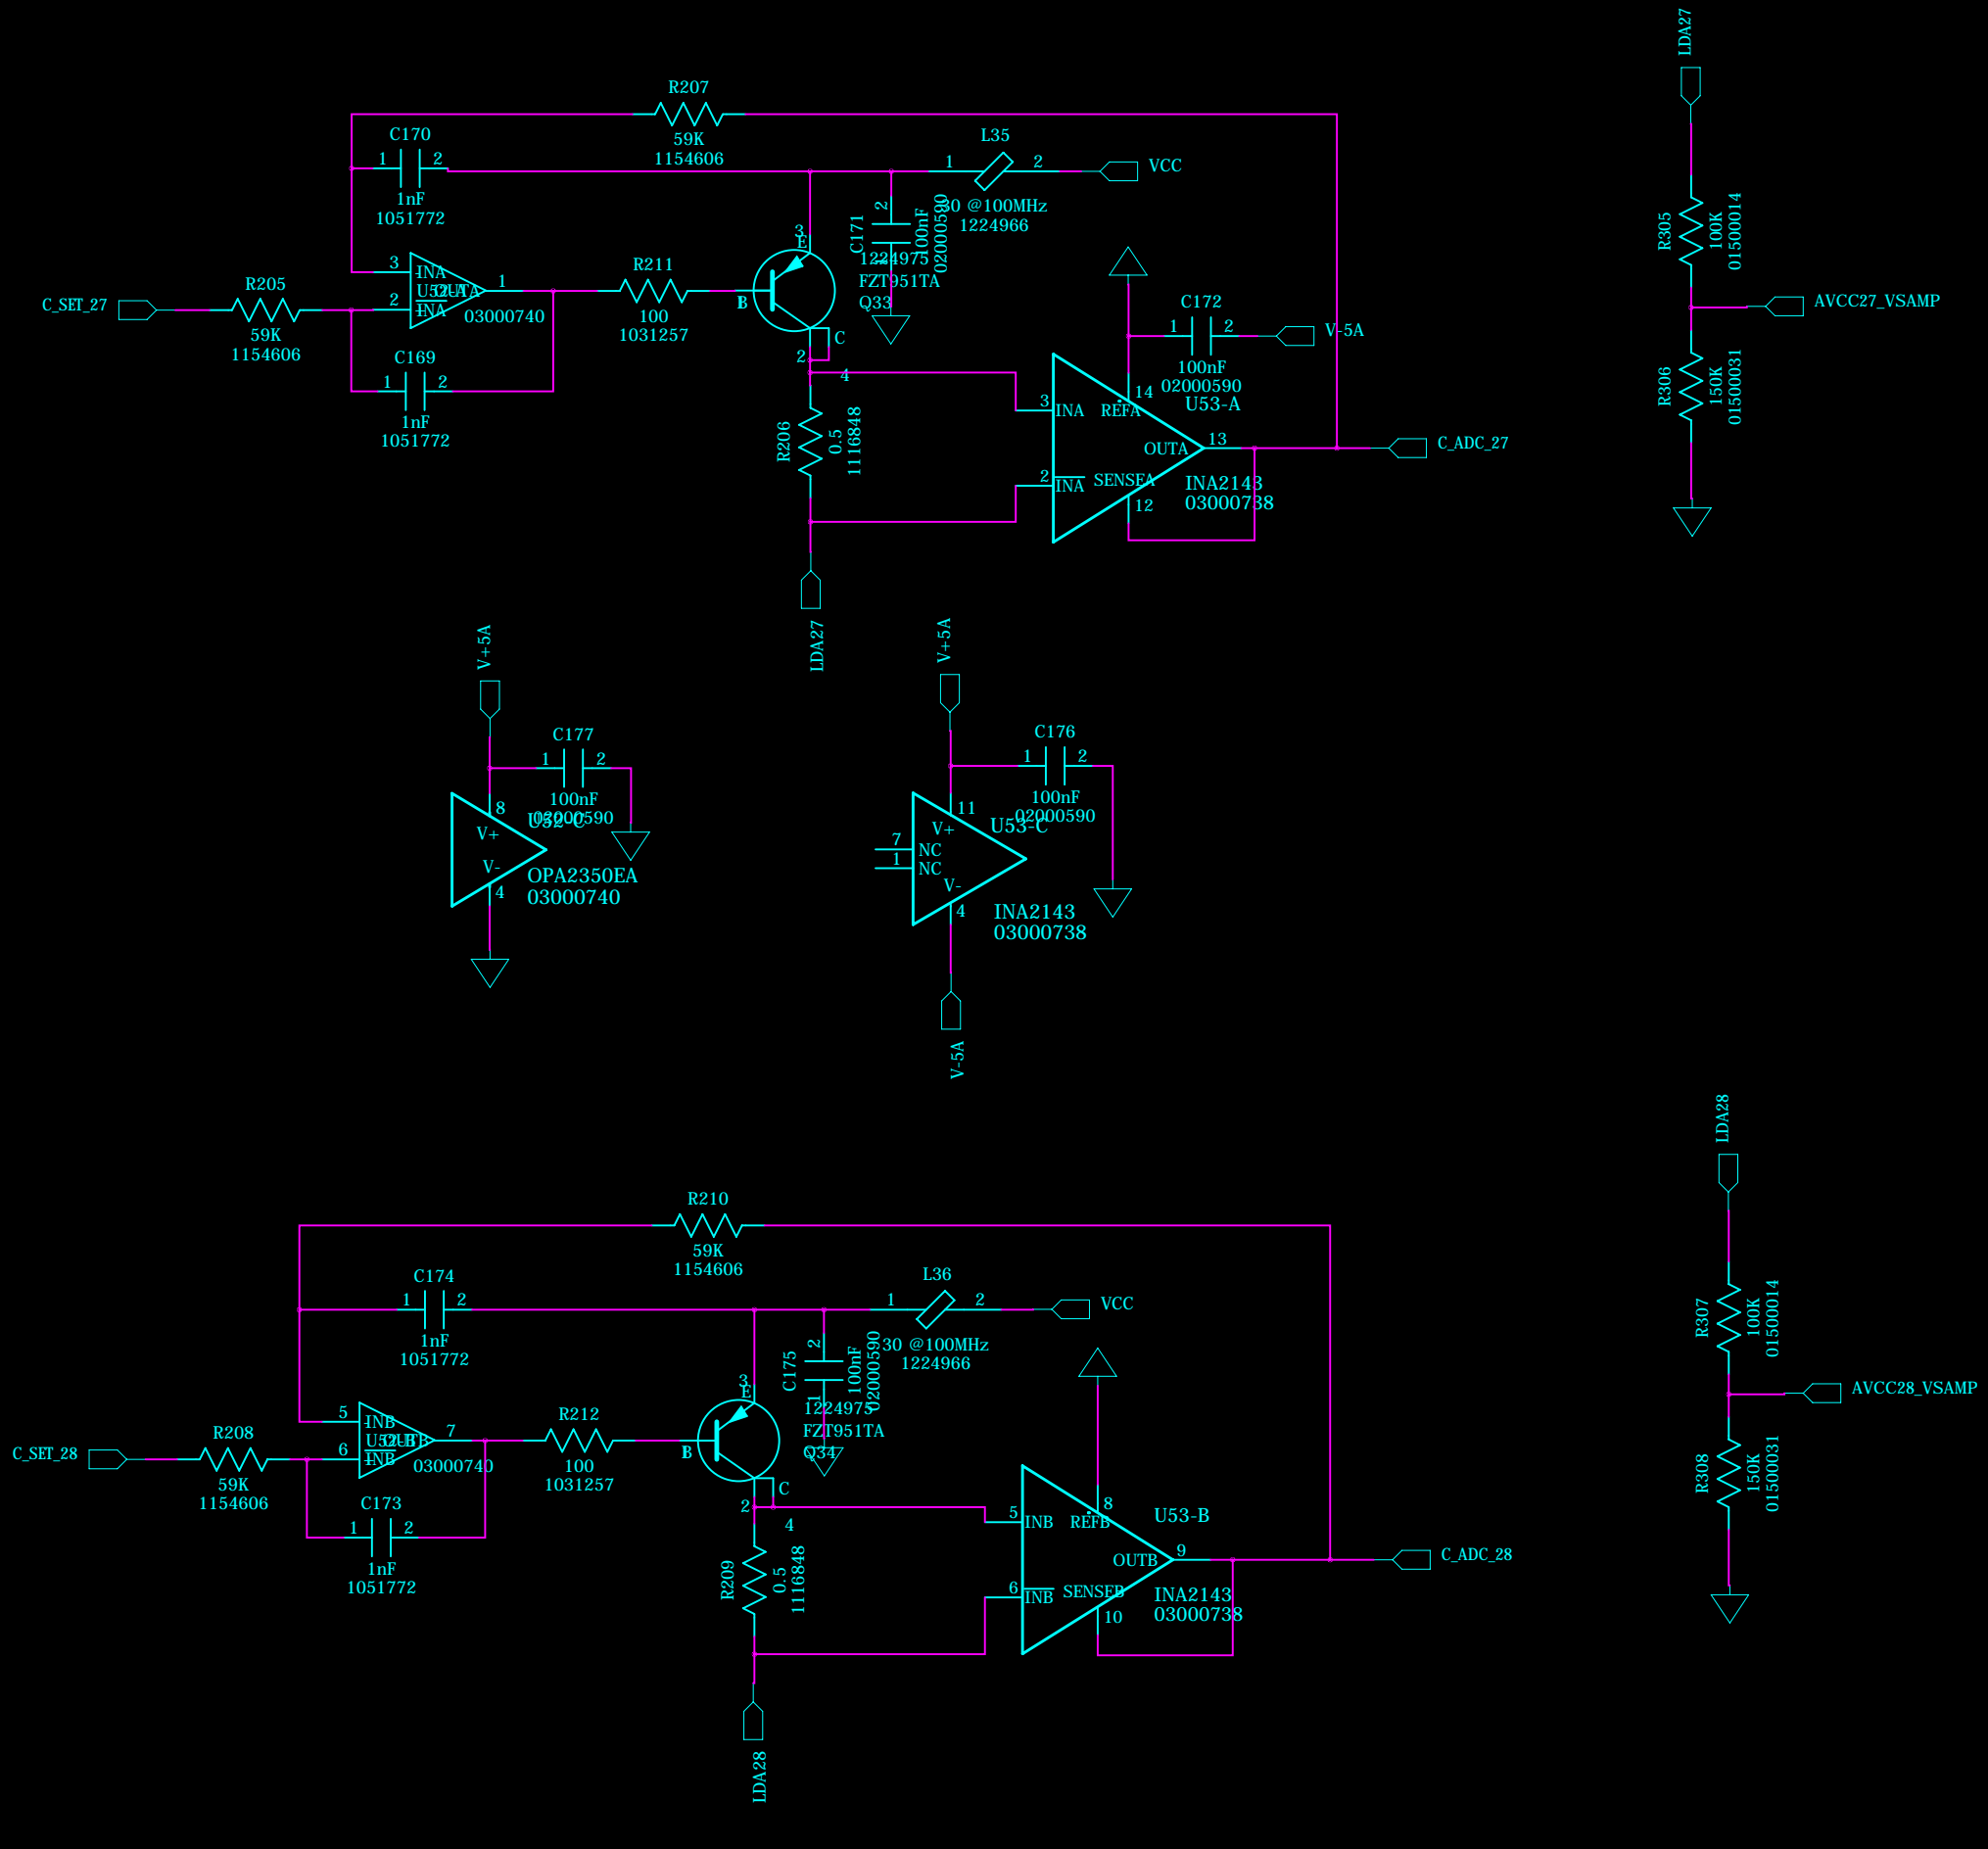 LDA27
R207
59K
1154606
C170
1 2
1nF
1051772
L35
1 2
VCC
30 @100MHz
1224966
C171
2
1
100nF
02000590
3
E
1224975
FZT951TA
Q33
B
C
2
4
R305
100K
01500014
AVCC27_VSAMP
R306
150K
01500031
C_SET_27
R205
59K
1154606
3
INA
2
INA
1
U52-A
OUTA
03000740
R211
100
1031257
C169
1 2
1nF
1051772
C172
1 2
V-5A
100nF
02000590
U53-A
R206
0.5
1116848
3
INA
REFA
14
OUTA
13
C_ADC_27
2
INA
SENSEA
12
INA2143
03000738
LDA27
V+5A
C177
1 2
100nF
02000590
8
V+
U52-C
V-
4
OPA2350EA
03000740
V+5A
C176
1 2
100nF
02000590
11
V+
U53-C
7
NC
1
NC
V-
4
INA2143
03000738
V-5A
LDA28
R210
59K
1154606
C174
1 2
1nF
1051772
L36
1 2
VCC
30 @100MHz
1224966
C175
2
1
100nF
02000590
3
E
1224975
FZT951TA
Q34
B
C
2
4
R307
100K
01500014
AVCC28_VSAMP
R308
150K
01500031
C_SET_28
R208
59K
1154606
5
INB
6
INB
7
U52-B
OUTB
03000740
R212
100
1031257
C173
1 2
1nF
1051772
R209
0.5
1116848
5
INB
REFB
8
U53-B
OUTB
9
C_ADC_28
6
INB
SENSEB
10
INA2143
03000738
LDA28